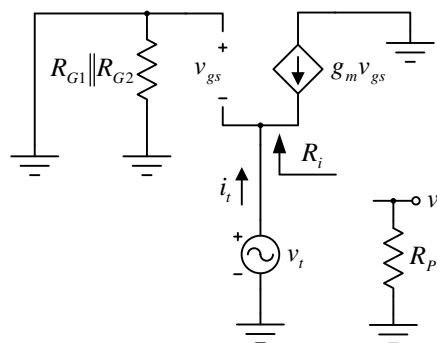 +
R_{G1}||R_{G2}
v_{gs}
g_m v_{gs}
−
R_i
i_t
v
+
v_t
−
R_P